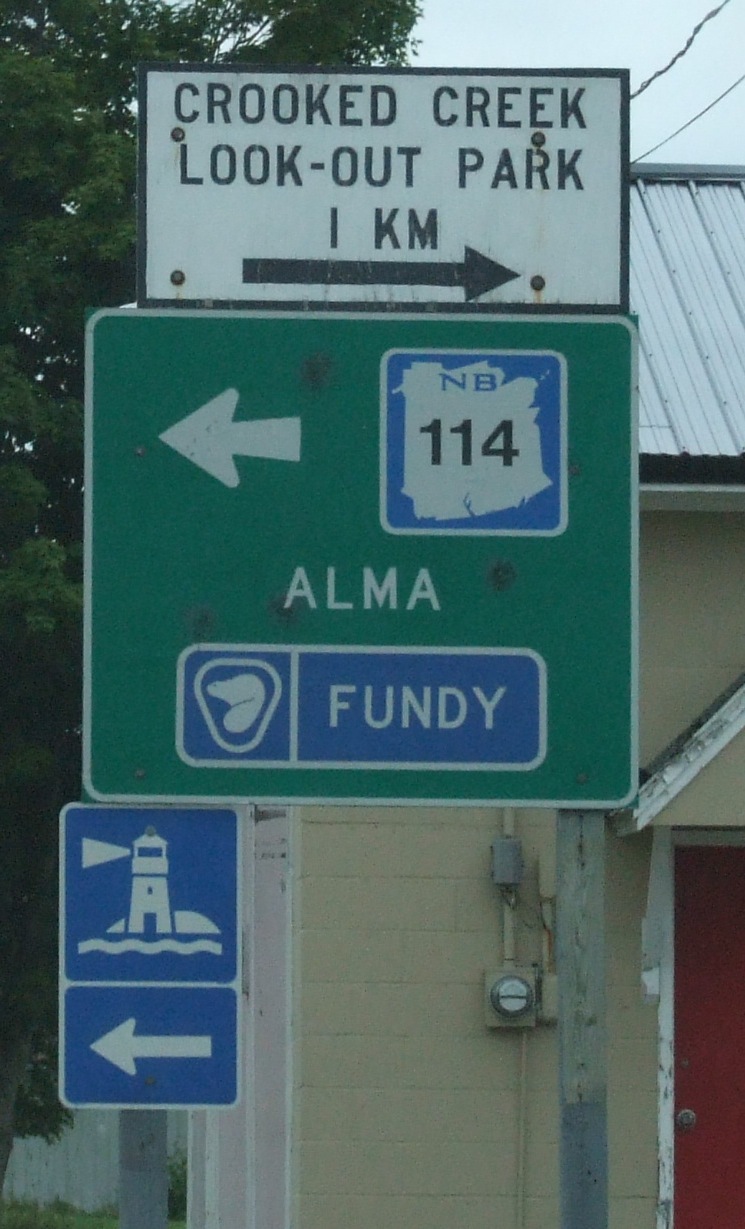 CROOKED CREEK
LOOK-OUT PARK
1 KM
NB
114
ALMA
FUNDY